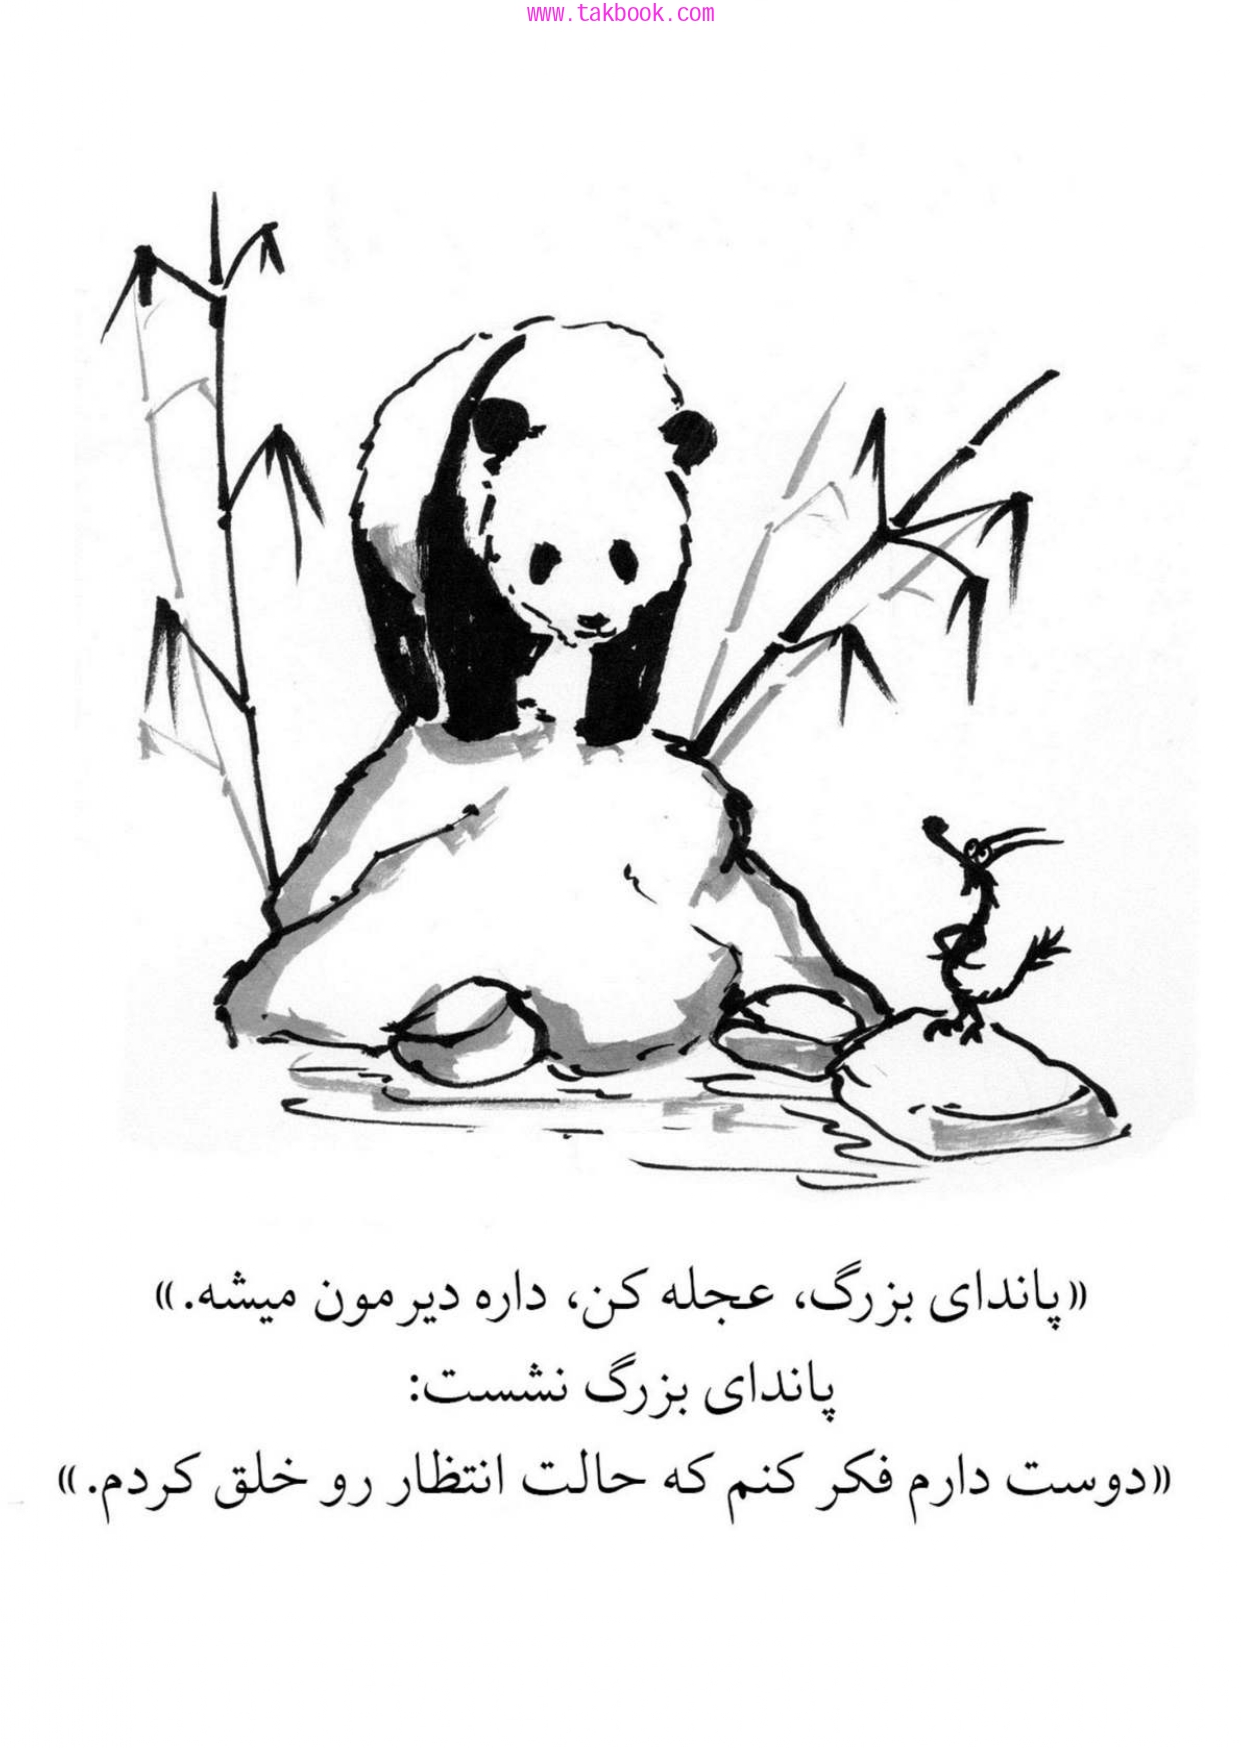 www.takbook.com
«پاندای بزرگ، عجله کن، داره دیرمون میشه.»
پاندای بزرگ نشست:
«دوست دارم فکر کنم که حالت انتظار رو خلق کردم.»